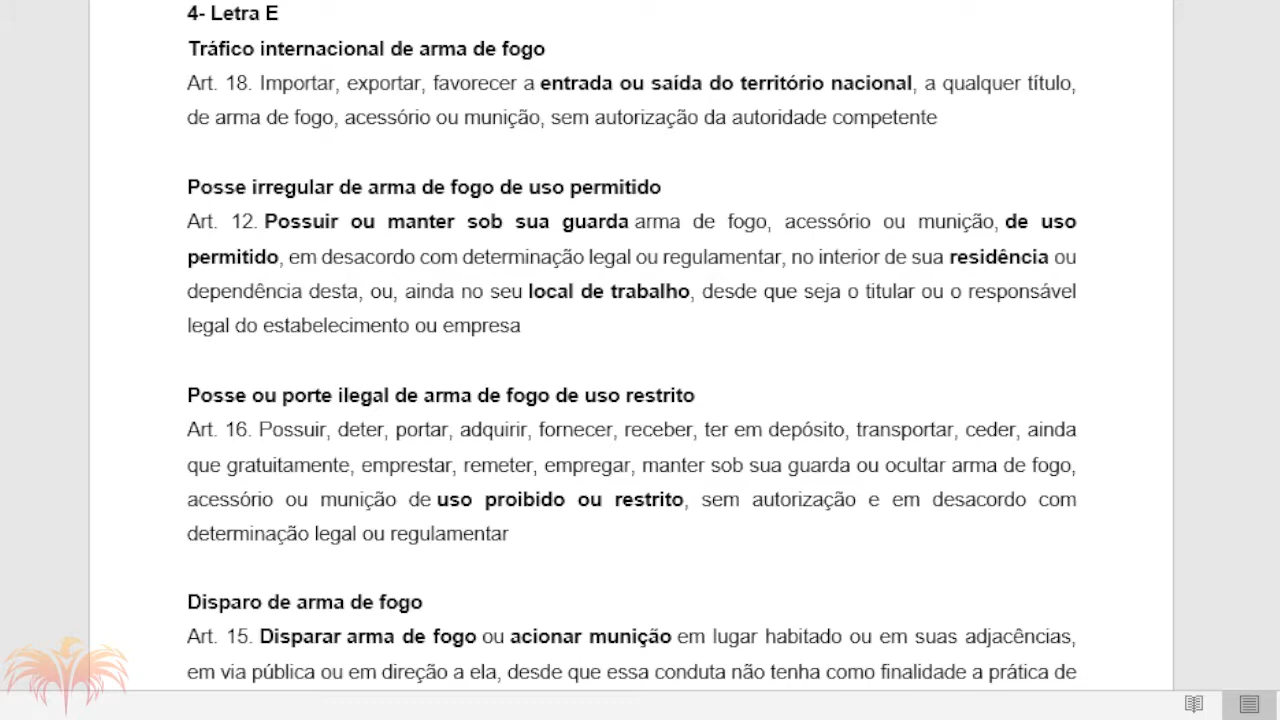 4- Letra E
Tráfico internacional de arma de fogo
Art. 18. Importar, exportar, favorecer a entrada ou saída do território nacional, a qualquer título,
de arma de fogo, acessório ou munição, sem autorização da autoridade competente
Posse irregular de arma de fogo de uso permitido
Art. 12. Possuir ou manter sob sua guarda arma de fogo, acessório ou munição, de uso
permitido, em desacordo com determinação legal ou regulamentar, no interior de sua residência ou
dependência desta, ou, ainda no seu local de trabalho, desde que seja o titular ou o responsável
legal do estabelecimento ou empresa
Posse ou porte ilegal de arma de fogo de uso restrito
Art. 16. Possuir, deter, portar, adquirir, fornecer, receber, ter em depósito, transportar, ceder, ainda
que gratuitamente, emprestar, remeter, empregar, manter sob sua guarda ou ocultar arma de fogo,
acessório ou munição de uso proibido ou restrito, sem autorização e em desacordo com
determinação legal ou regulamentar
Disparo de arma de fogo
Art. 15. Disparar arma de fogo ou acionar munição em lugar habitado ou em suas adjacências,
em via pública ou em direção a ela, desde que essa conduta não tenha como finalidade a prática de